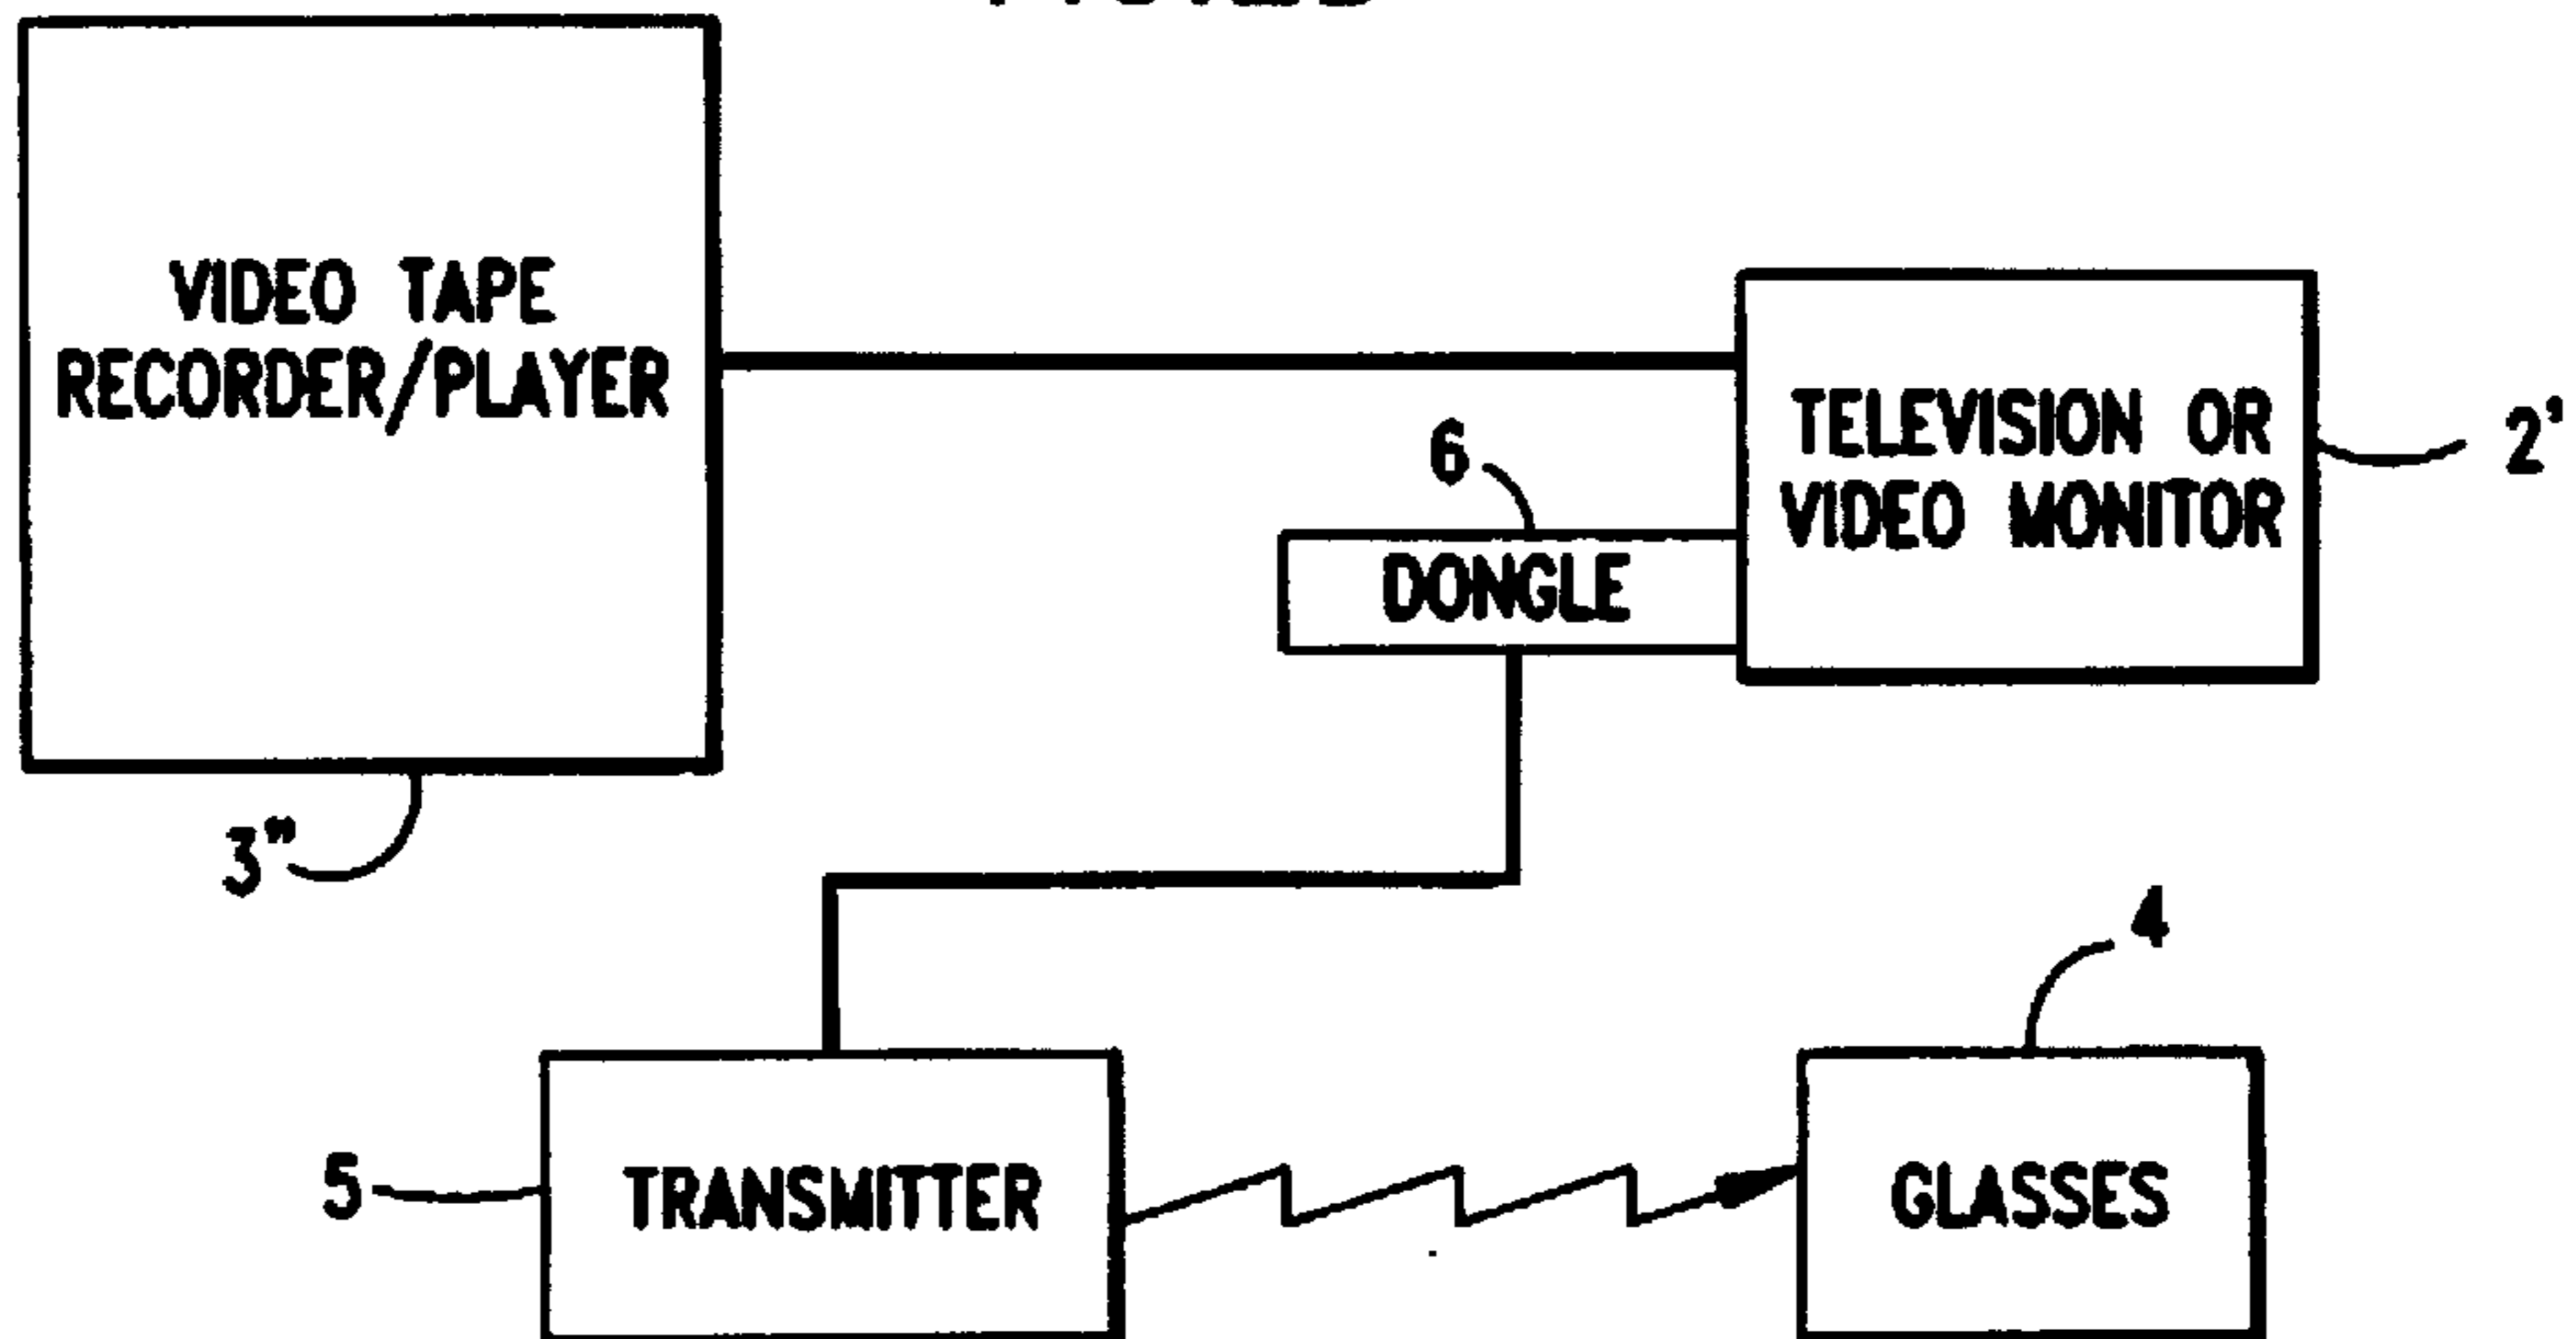 VIDEO TAPE
RECORDER/PLAYER
3"
TELEVISION OR
VIDEO MONITOR
2'
6
DONGLE
5
TRANSMITTER
4
GLASSES